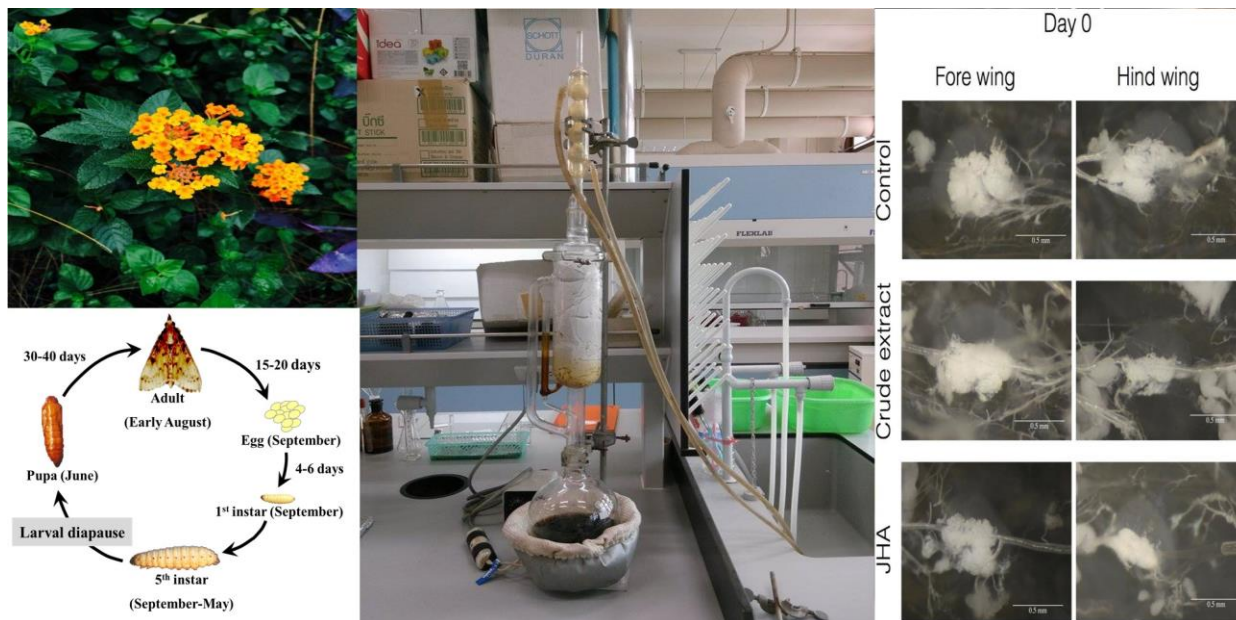 30-40 days
15-20 days
Adult
(Early August)
Egg (September)
4-6 days
Pupa (June)
1st instar (September)
Larval diapause
5th instar
(September-May)
idea
SCHOTT
DURAN
STICK
FLEXLAB
Day 0
Fore wing
Hind wing
Control
0.5 mm
0.5 mm
Crude extract
0.5 mm
0.5 mm
JHA
0.5 mm
0.5 mm